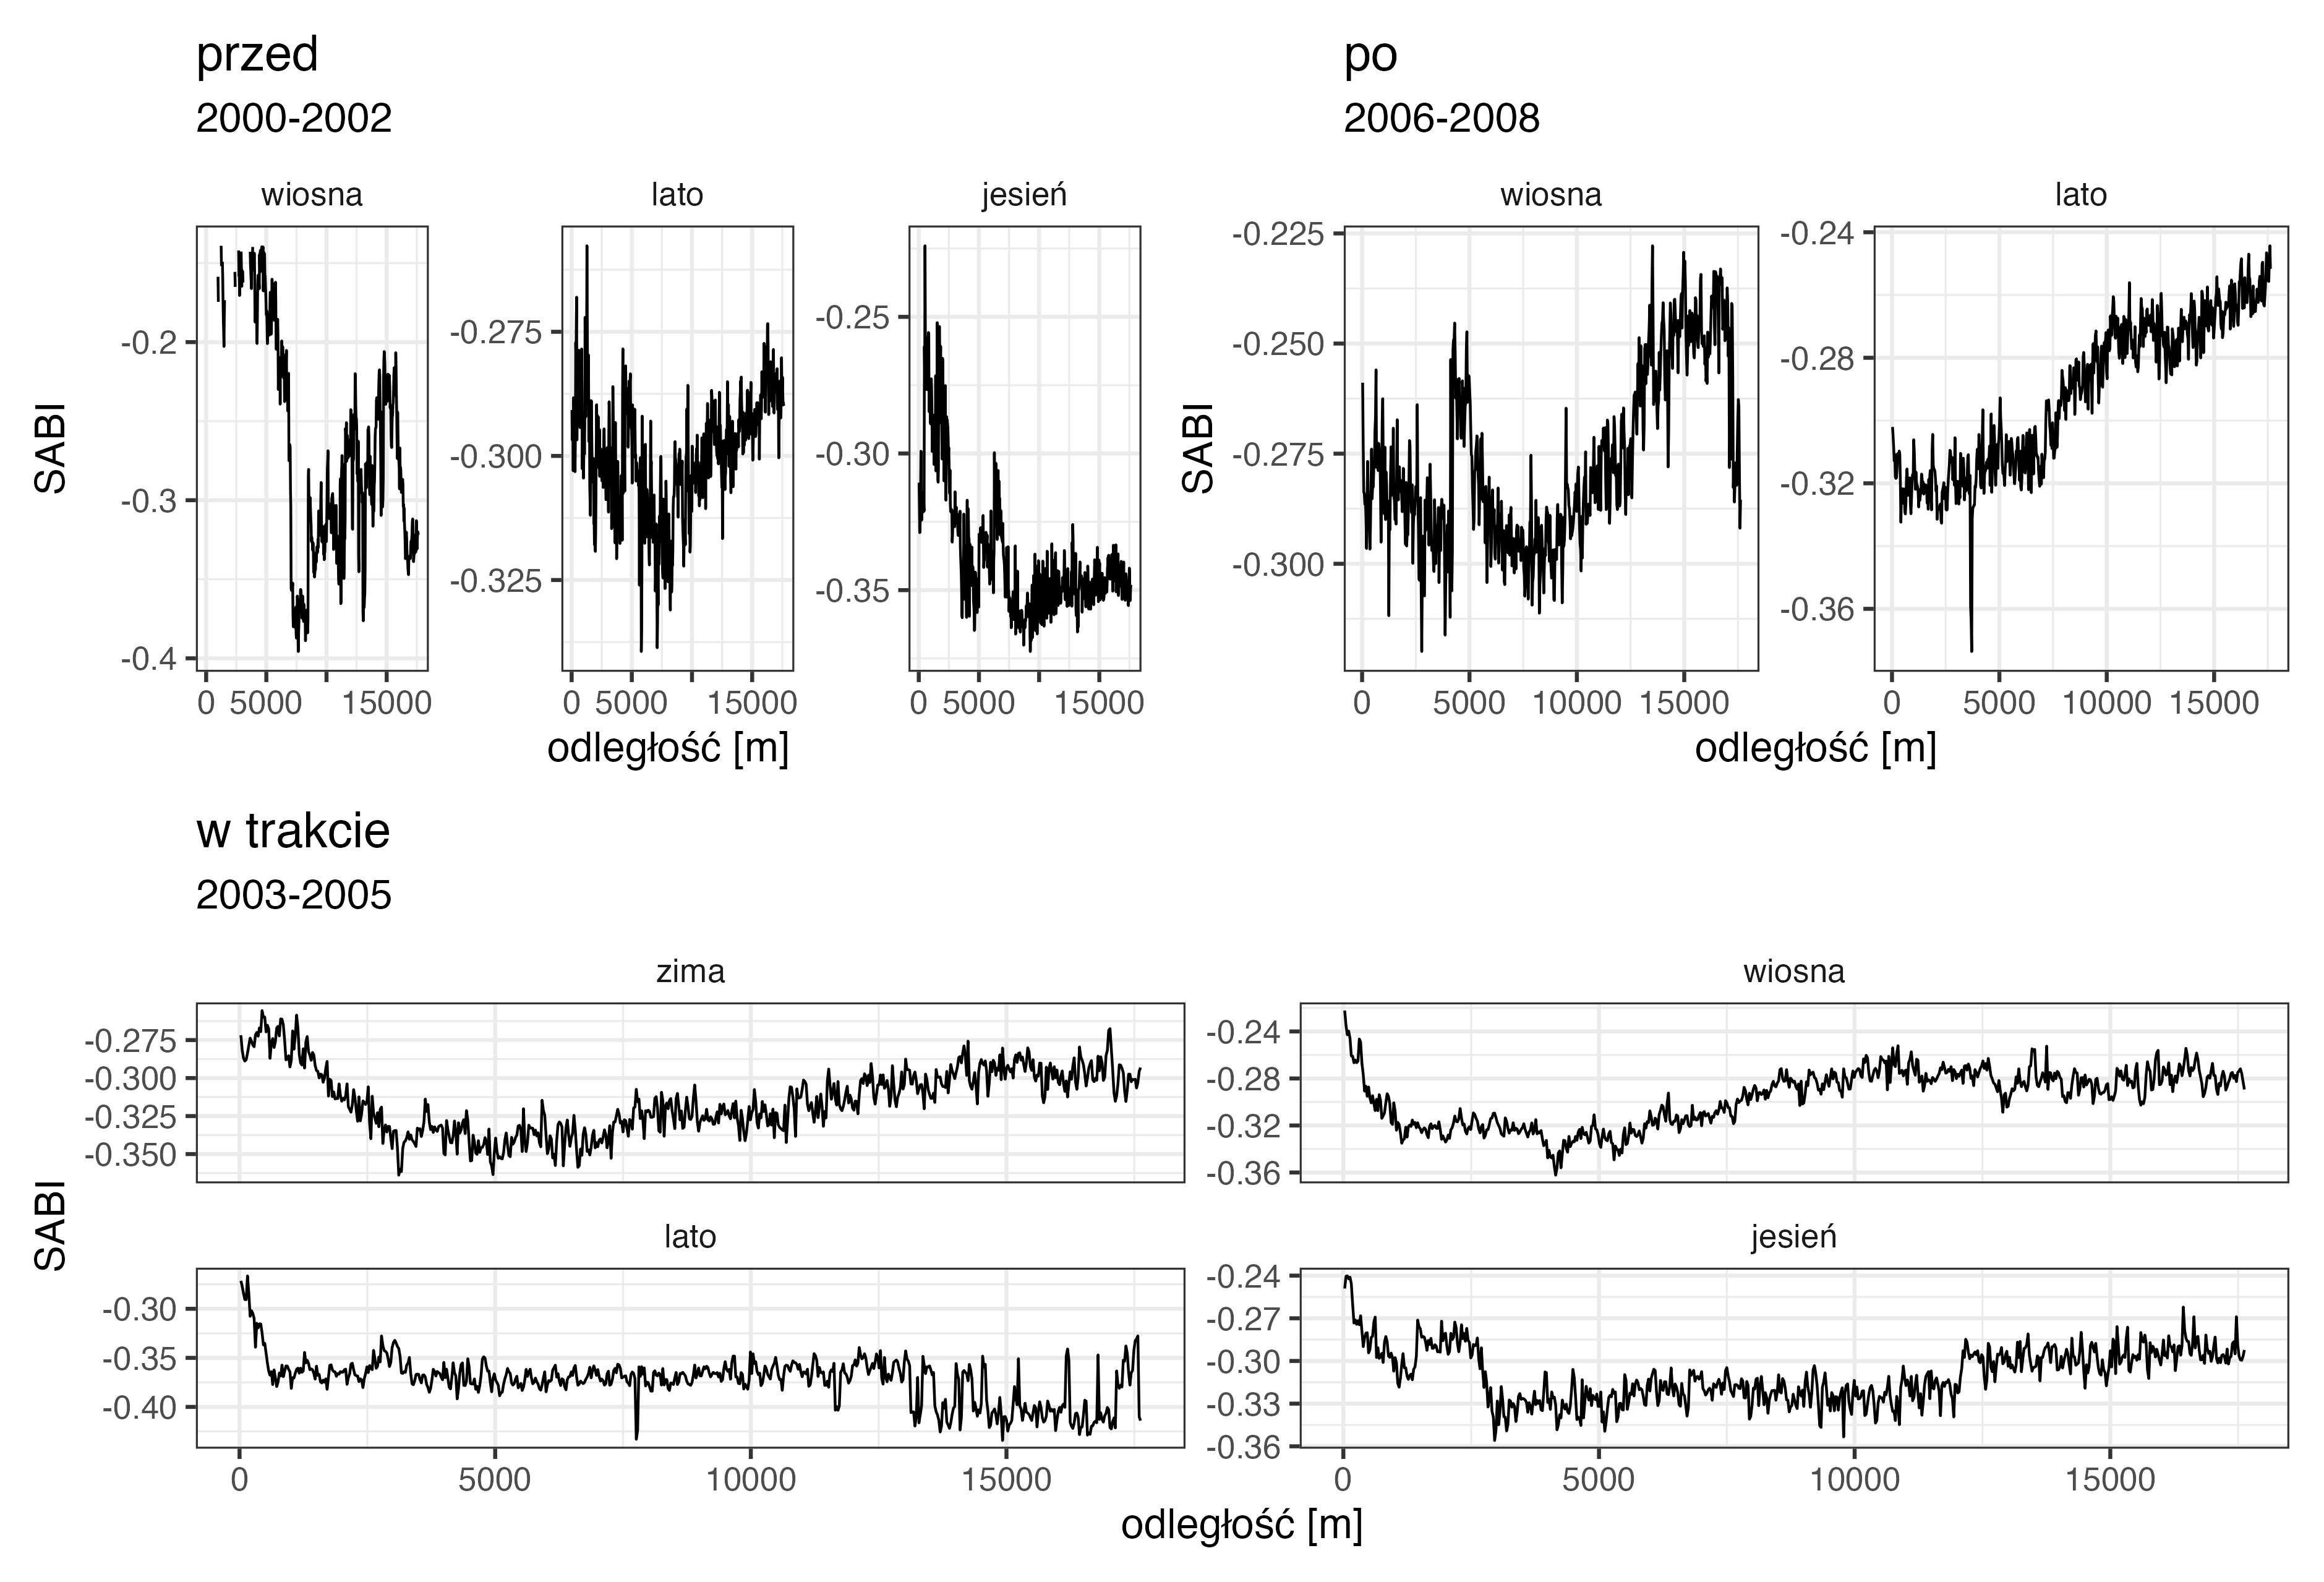 przed
2000-2002
wiosna
lato
jesień
SABI
-0.2
-0.3
-0.4
-0.275
-0.300
-0.325
-0.25
-0.30
-0.35
0 5000 15000
0 5000 15000
0 5000 15000
odległość [m]
po
2006-2008
wiosna
lato
SABI
-0.225
-0.250
-0.275
-0.300
-0.24
-0.28
-0.32
-0.36
0 5000 10000 15000
0 5000 10000 15000
odległość [m]
w trakcie
2003-2005
zima
wiosna
SABI
-0.275
-0.300
-0.325
-0.350
-0.24
-0.28
-0.32
-0.36
lato
jesień
-0.30
-0.35
-0.40
-0.24
-0.27
-0.30
-0.33
-0.36
0 5000 10000 15000
0 5000 10000 15000
odległość [m]